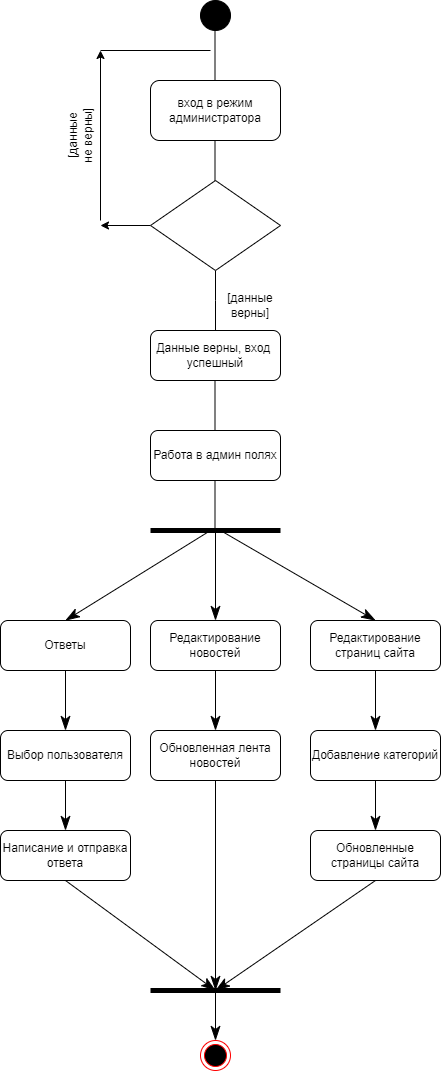 вход в режим
администратора
[данные
не верны]
[данные
верны]
Данные верны, вход
успешный
Работа в админ полях
Ответы
Редактирование
новостей
Редактирование
страниц сайта
Выбор пользователя
Обновленная лента
новостей
Добавление категорий
Написание и отправка
ответа
Обновленные
страницы сайта